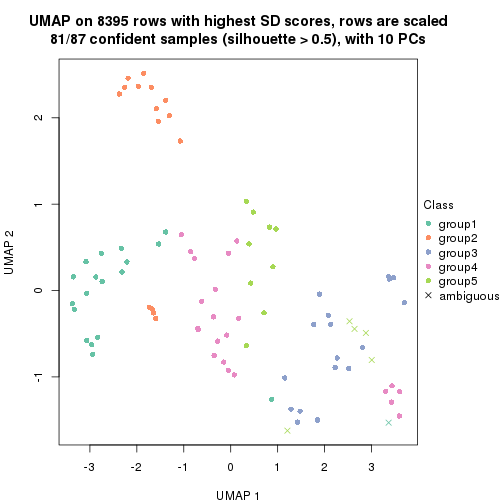 UMAP on 8395 rows with highest SD scores, rows are scaled
81/87 confident samples (silhouette > 0.5), with 10 PCs
UMAP 2
2
1
0
-1
-3
-2
-1
0
1
2
3
UMAP 1
Class
group1
group2
group3
group4
group5
ambiguous